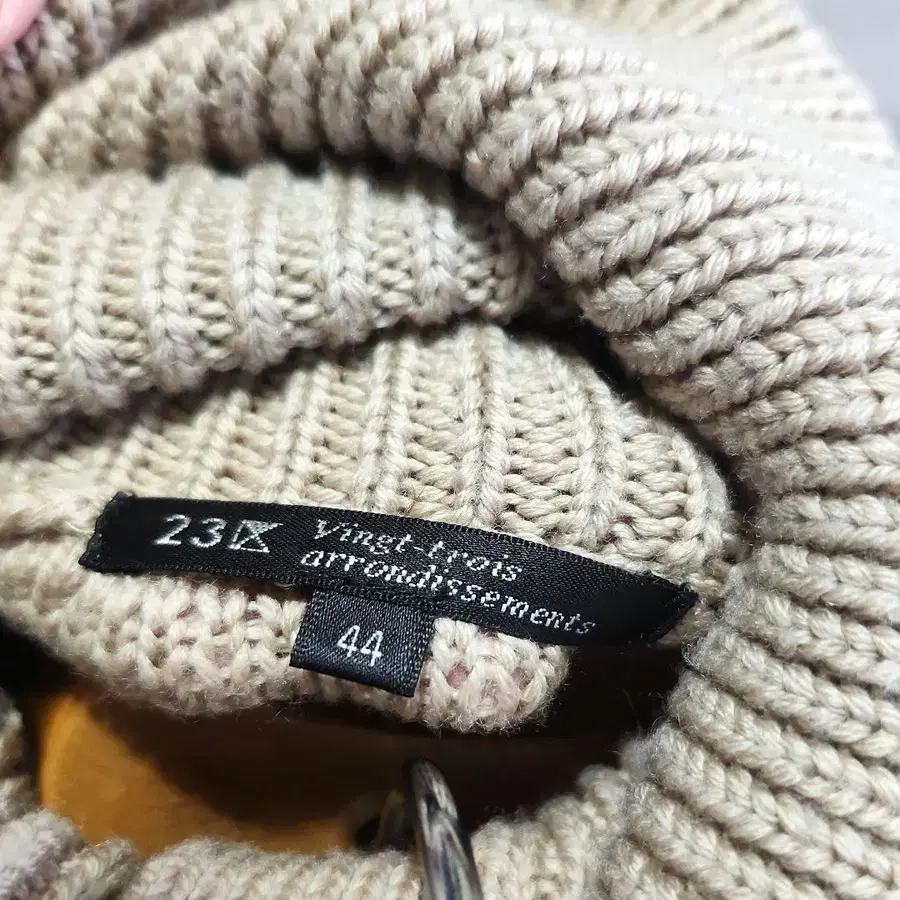 23区
Vingt-trois
arrondissements
44